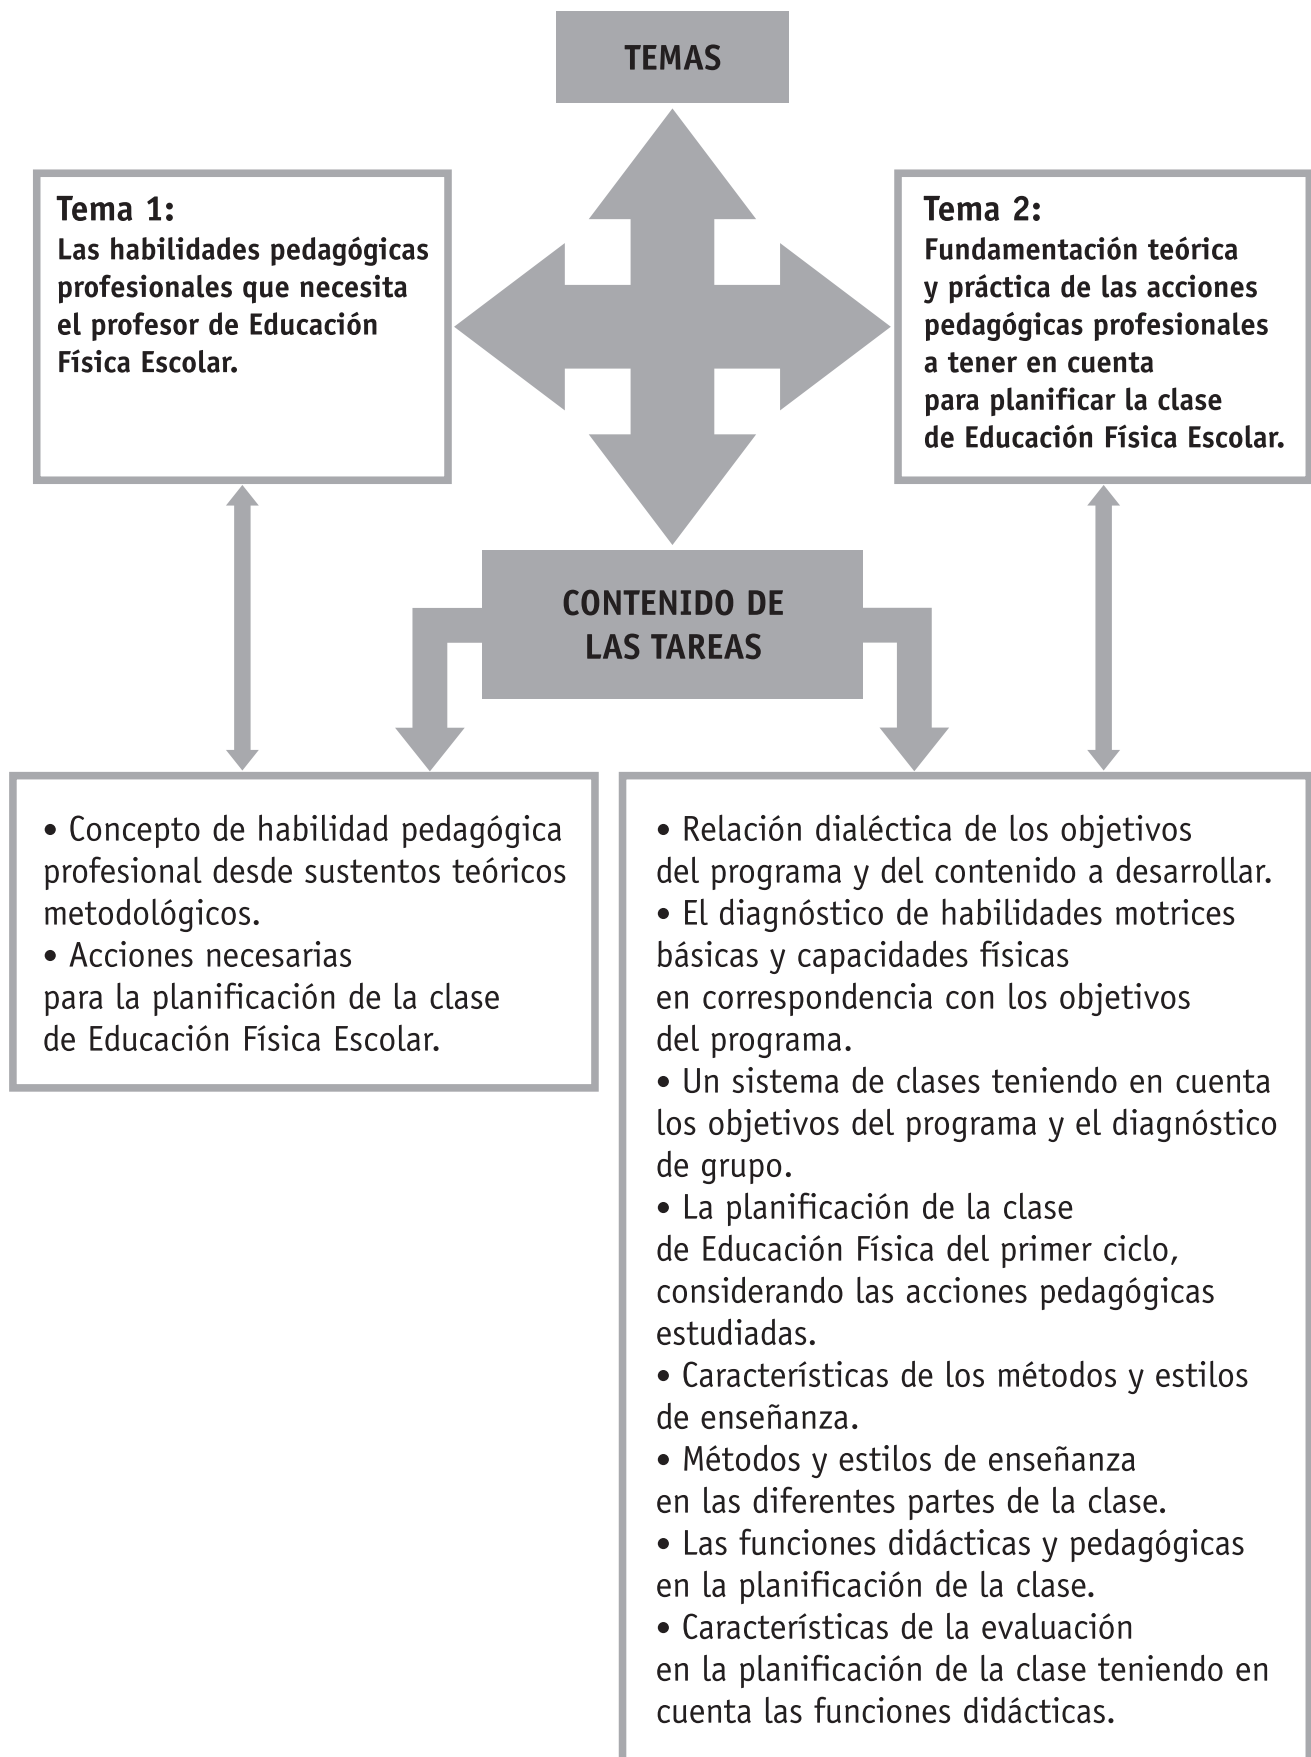 TEMAS
Tema 1:
Las habilidades pedagógicas
profesionales que necesita
el profesor de Educación
Física Escolar.
Tema 2:
Fundamentación teórica
y práctica de las acciones
pedagógicas profesionales
a tener en cuenta
para planificar la clase
de Educación Física Escolar.
CONTENIDO DE
LAS TAREAS
• Concepto de habilidad pedagógica
profesional desde sustentos teóricos
metodológicos.
• Acciones necesarias
para la planificación de la clase
de Educación Física Escolar.
• Relación dialéctica de los objetivos
del programa y del contenido a desarrollar.
• El diagnóstico de habilidades motrices
básicas y capacidades físicas
en correspondencia con los objetivos
del programa.
• Un sistema de clases teniendo en cuenta
los objetivos del programa y el diagnóstico
de grupo.
• La planificación de la clase
de Educación Física del primer ciclo,
considerando las acciones pedagógicas
estudiadas.
• Características de los métodos y estilos
de enseñanza.
• Métodos y estilos de enseñanza
en las diferentes partes de la clase.
• Las funciones didácticas y pedagógicas
en la planificación de la clase.
• Características de la evaluación
en la planificación de la clase teniendo en
cuenta las funciones didácticas.